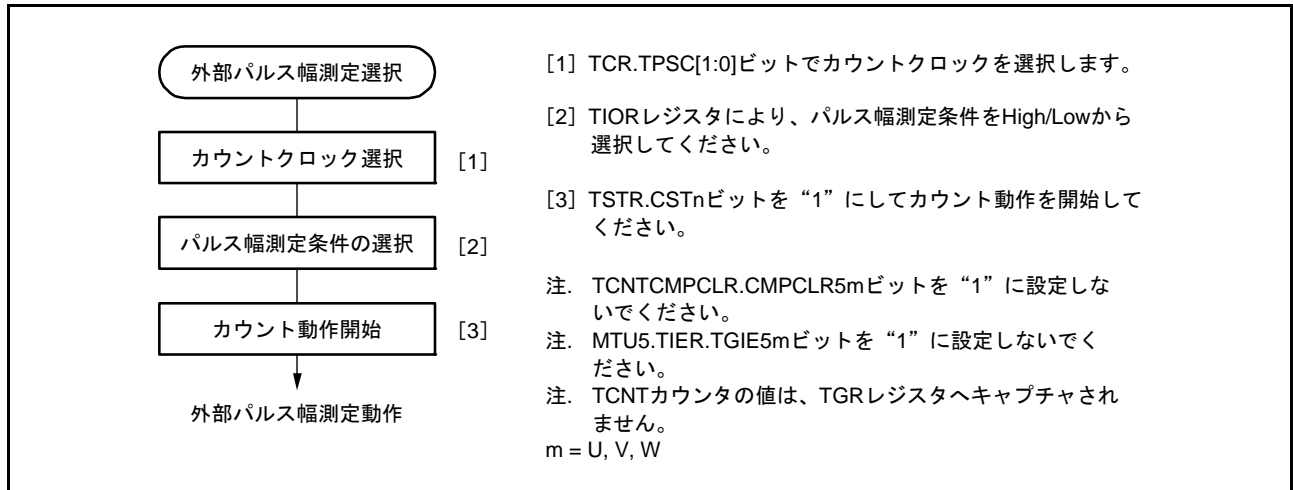 外部パルス幅測定選択
カウントクロック選択 [1]
パルス幅測定条件の選択 [2]
カウント動作開始 [3]
外部パルス幅測定動作
[1] TCR.TPSC[1:0]ビットでカウントクロックを選択します。
[2] TIORレジスタにより、パルス幅測定条件をHigh/Lowから
選択してください。
[3] TSTR.CSTnビットを“1”にしてカウント動作を開始して
ください。
注. TCNTCMPCLR.CMPCLR5mビットを“1”に設定しな
いでください。
注. MTU5.TIER.TGIE5mビットを“1”に設定しないでく
ださい。
注. TCNTカウンタの値は、TGRレジスタへキャプチャされ
ません。
m = U, V, W